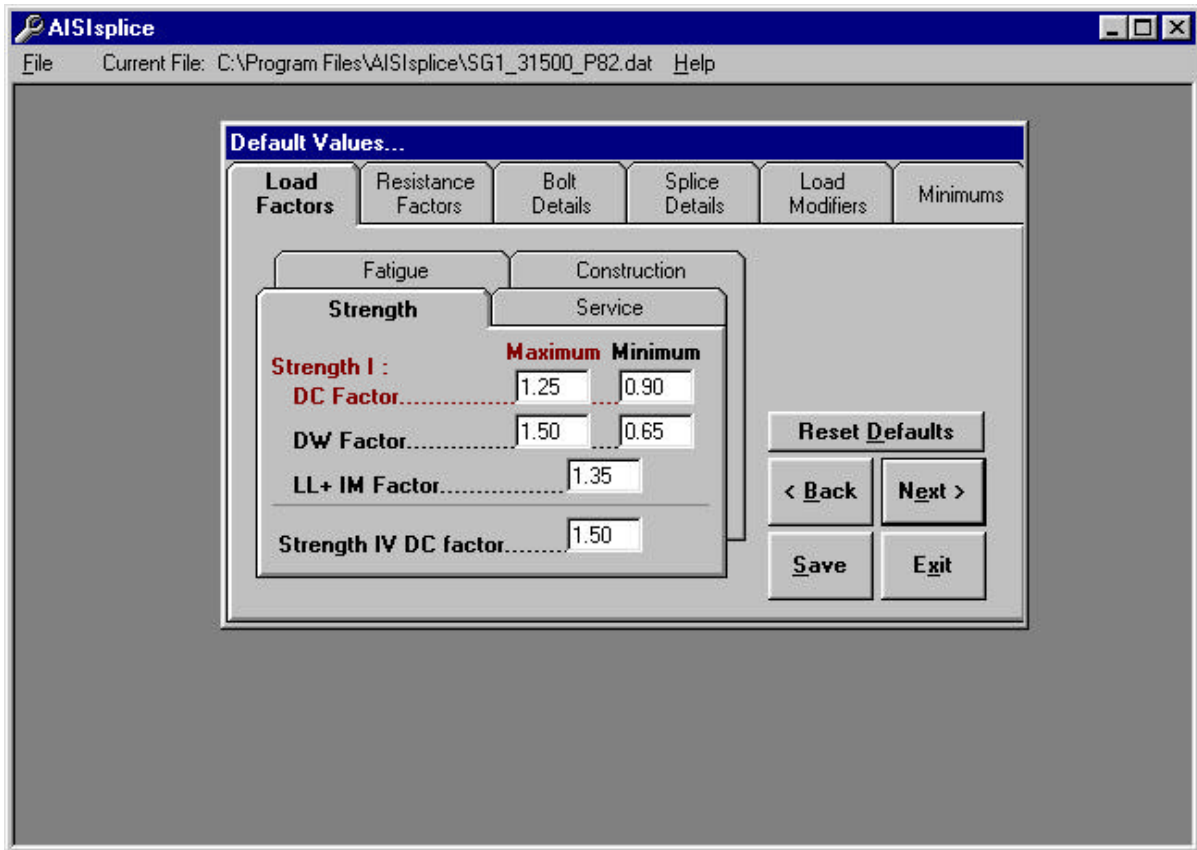 AISIsplice
File Current File: C:\Program Files\AISIsplice\SG1_31500_P82.dat Help
Default Values...
Load Factors
Resistance Factors
Bolt Details
Splice Details
Load Modifiers
Minimums
Fatigue
Construction
Strength
Service
Maximum Minimum
Strength I :
DC Factor.................... 1.25 .... 0.90
DW Factor.................... 1.50 .... 0.65
LL+ IM Factor.................... 1.35
Strength IV DC factor.......... 1.50
Reset Defaults
< Back
Next >
Save
Exit